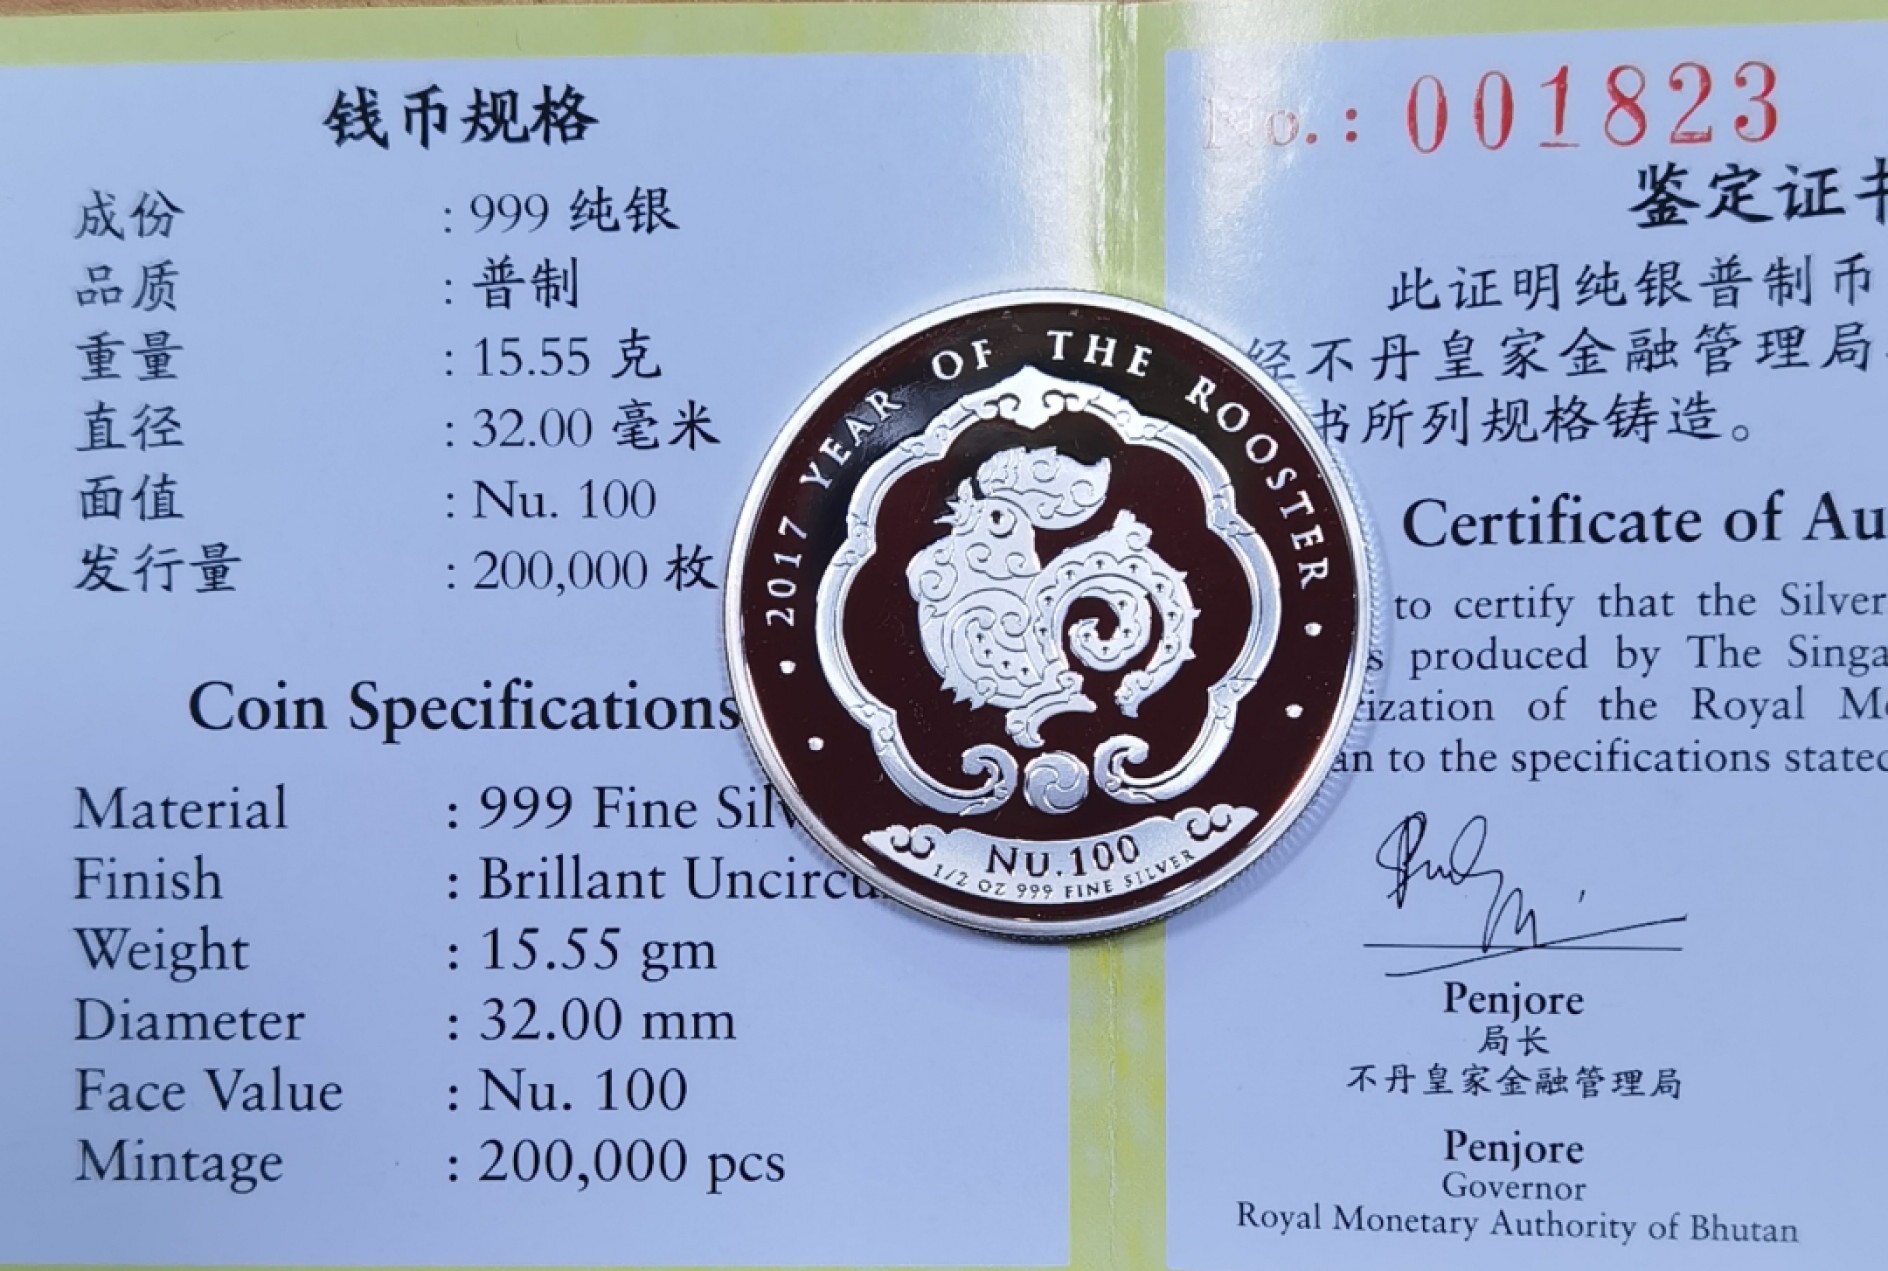 钱币规格
成份 : 999 纯银
品质 : 普制
重量 : 15.55 克
直径 : 32.00 毫米
面值 : Nu. 100
发行量 : 200,000 枚
Coin Specifications
Material : 999 Fine Silv
Finish : Brillant Uncircu
Weight : 15.55 gm
Diameter : 32.00 mm
Face Value : Nu. 100
Mintage : 200,000 pcs
2017 YEAR OF THE ROOSTER
NU.100
1/2 OZ 999 FINE SILVER
No.: 001823
鉴定证书
此证明纯银普制币
经不丹皇家金融管理局
书所列规格铸造。
Certificate of Au
to certify that the Silver
s produced by The Singa
ization of the Royal Mo
an to the specifications stated
Penjore
局长
不丹皇家金融管理局
Penjore
Governor
Royal Monetary Authority of Bhutan